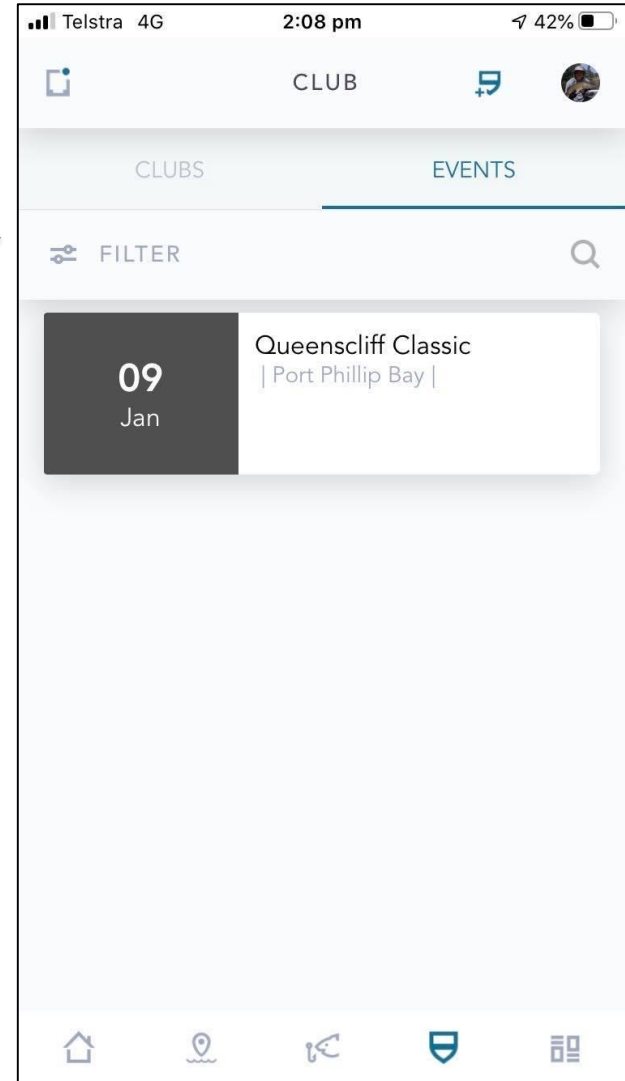 Telstra 4G 2:08 pm 42%
CLUB
CLUBS EVENTS
FILTER
09
Jan
Queenscliff Classic
| Port Phillip Bay |